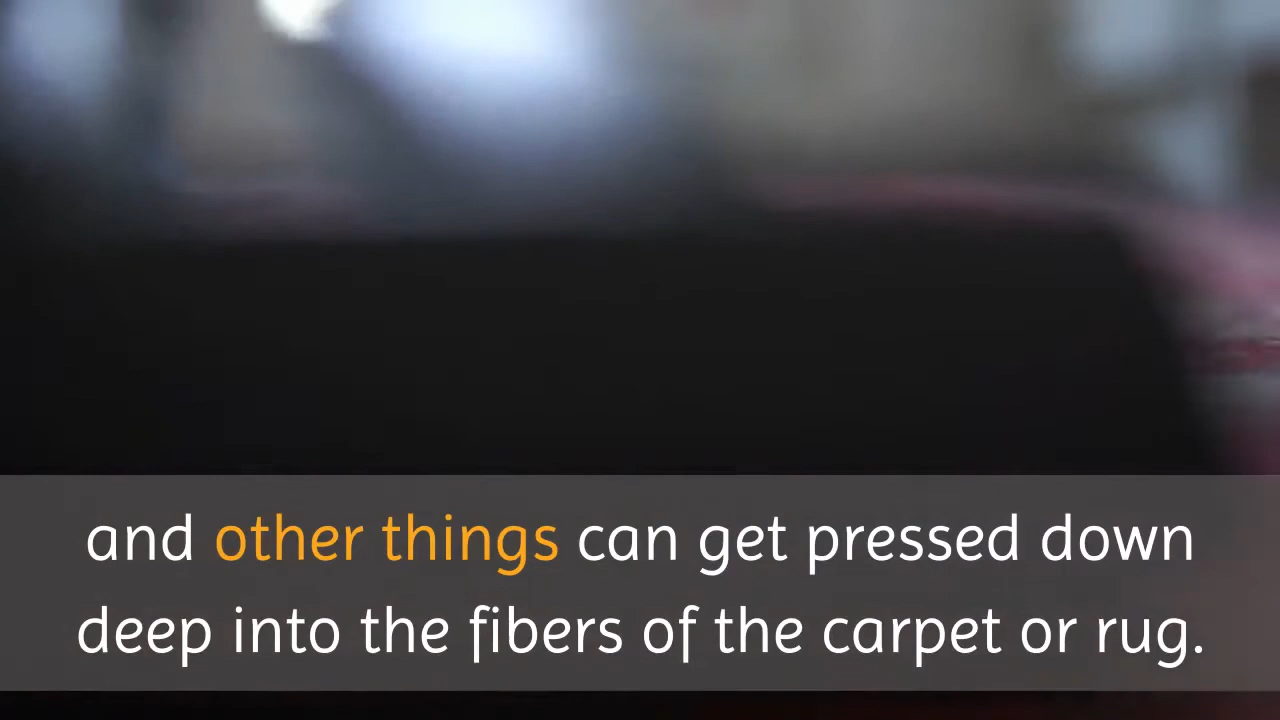 and other things can get pressed down
deep into the fibers of the carpet or rug.